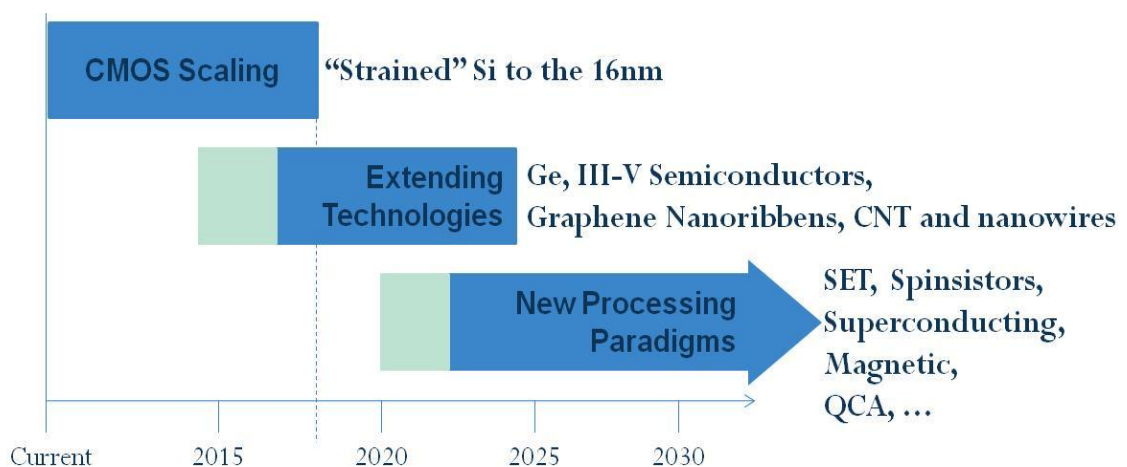 CMOS Scaling
“Strained” Si to the 16nm
Extending
Technologies
Ge, III-V Semiconductors,
Graphene Nanoribbens, CNT and nanowires
New Processing
Paradigms
SET, Spinsistors,
Superconducting,
Magnetic,
QCA, ...
Current 2015 2020 2025 2030